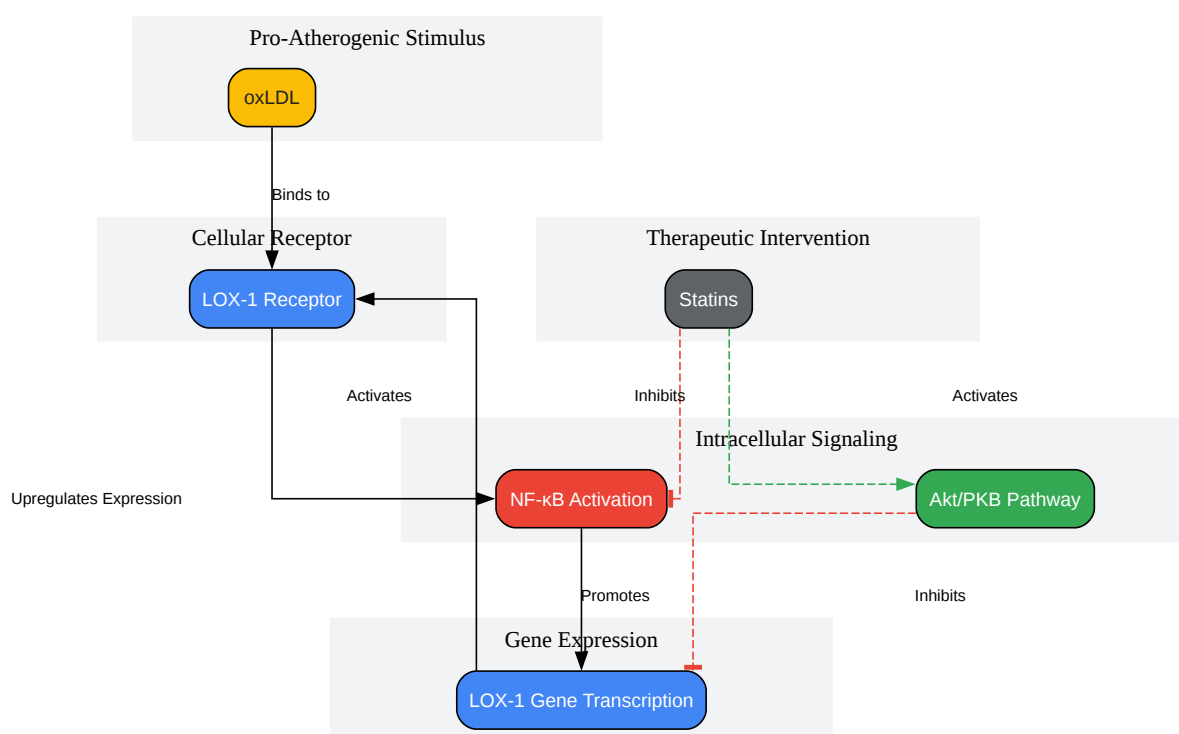 Pro-Atherogenic Stimulus
oxLDL
Binds to
Cellular Receptor
Therapeutic Intervention
LOX-1 Receptor
Statins
Activates
Inhibits
Activates
Intracellular Signaling
Upregulates Expression
NF-κB Activation
Akt/PKB Pathway
Promotes
Inhibits
Gene Expression
LOX-1 Gene Transcription